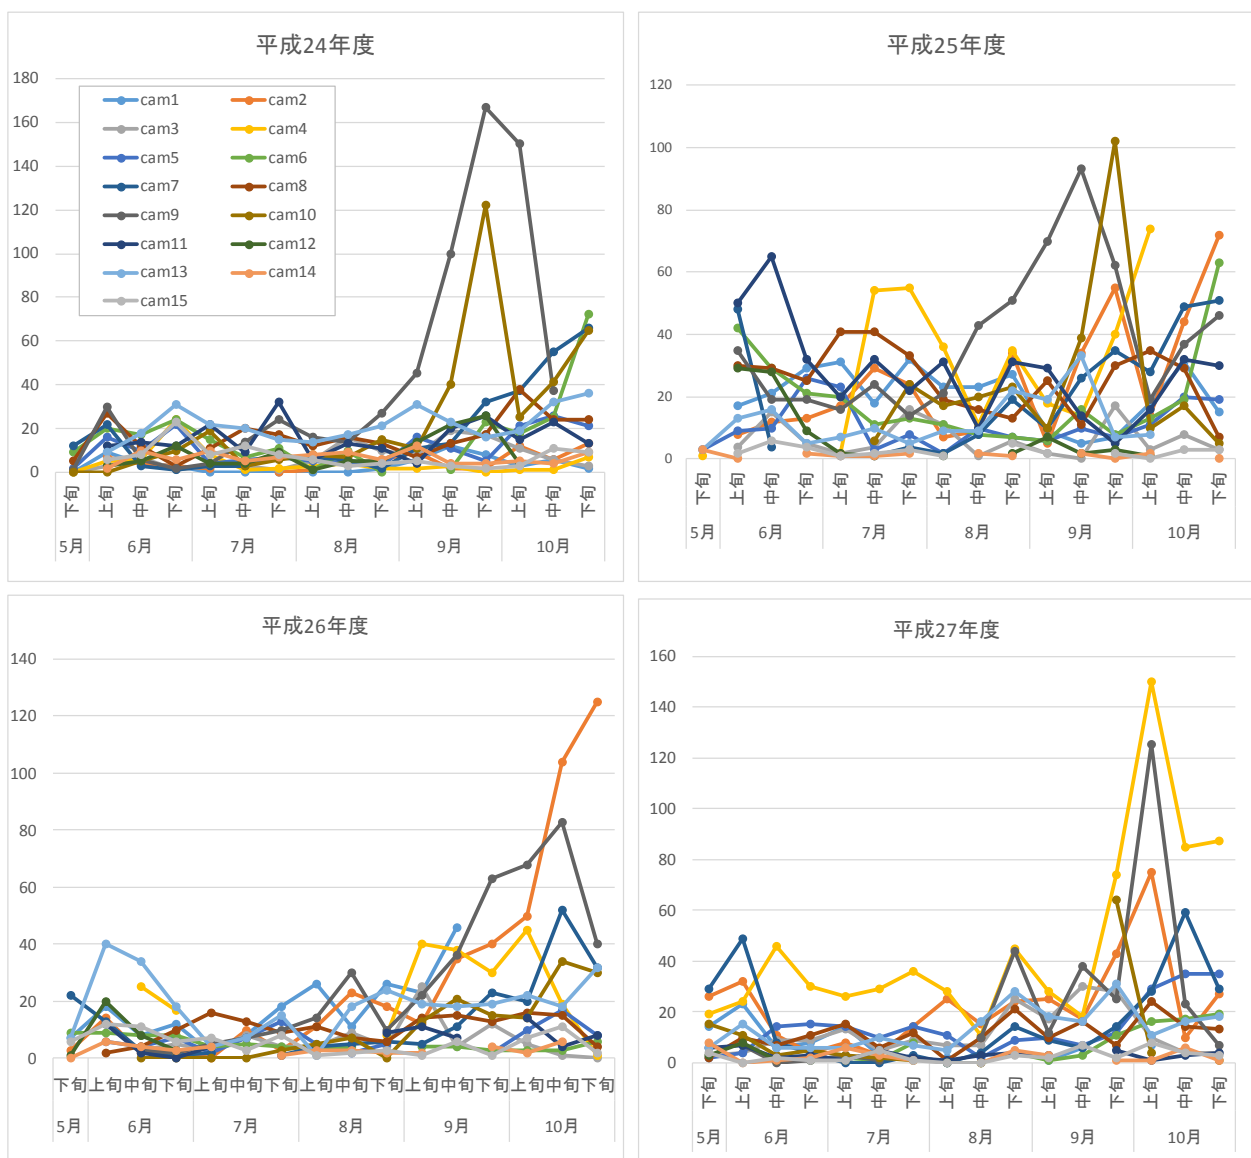 平成24年度
180
160
140
120
100
80
60
40
20
0
cam1 cam2
cam3 cam4
cam5 cam6
cam7 cam8
cam9 cam10
cam11 cam12
cam13 cam14
cam15
下旬 上旬 中旬 下旬 上旬 中旬 下旬 上旬 中旬 下旬 上旬 中旬 下旬 上旬 中旬 下旬
5月 6月 7月 8月 9月 10月
平成25年度
120
100
80
60
40
20
0
下旬 上旬 中旬 下旬 上旬 中旬 下旬 上旬 中旬 下旬 上旬 中旬 下旬 上旬 中旬 下旬
5月 6月 7月 8月 9月 10月
平成26年度
140
120
100
80
60
40
20
0
下旬 上旬 中旬 下旬 上旬 中旬 下旬 上旬 中旬 下旬 上旬 中旬 下旬 上旬 中旬 下旬
5月 6月 7月 8月 9月 10月
平成27年度
160
140
120
100
80
60
40
20
0
下旬 上旬 中旬 下旬 上旬 中旬 下旬 上旬 中旬 下旬 上旬 中旬 下旬 上旬 中旬 下旬
5月 6月 7月 8月 9月 10月